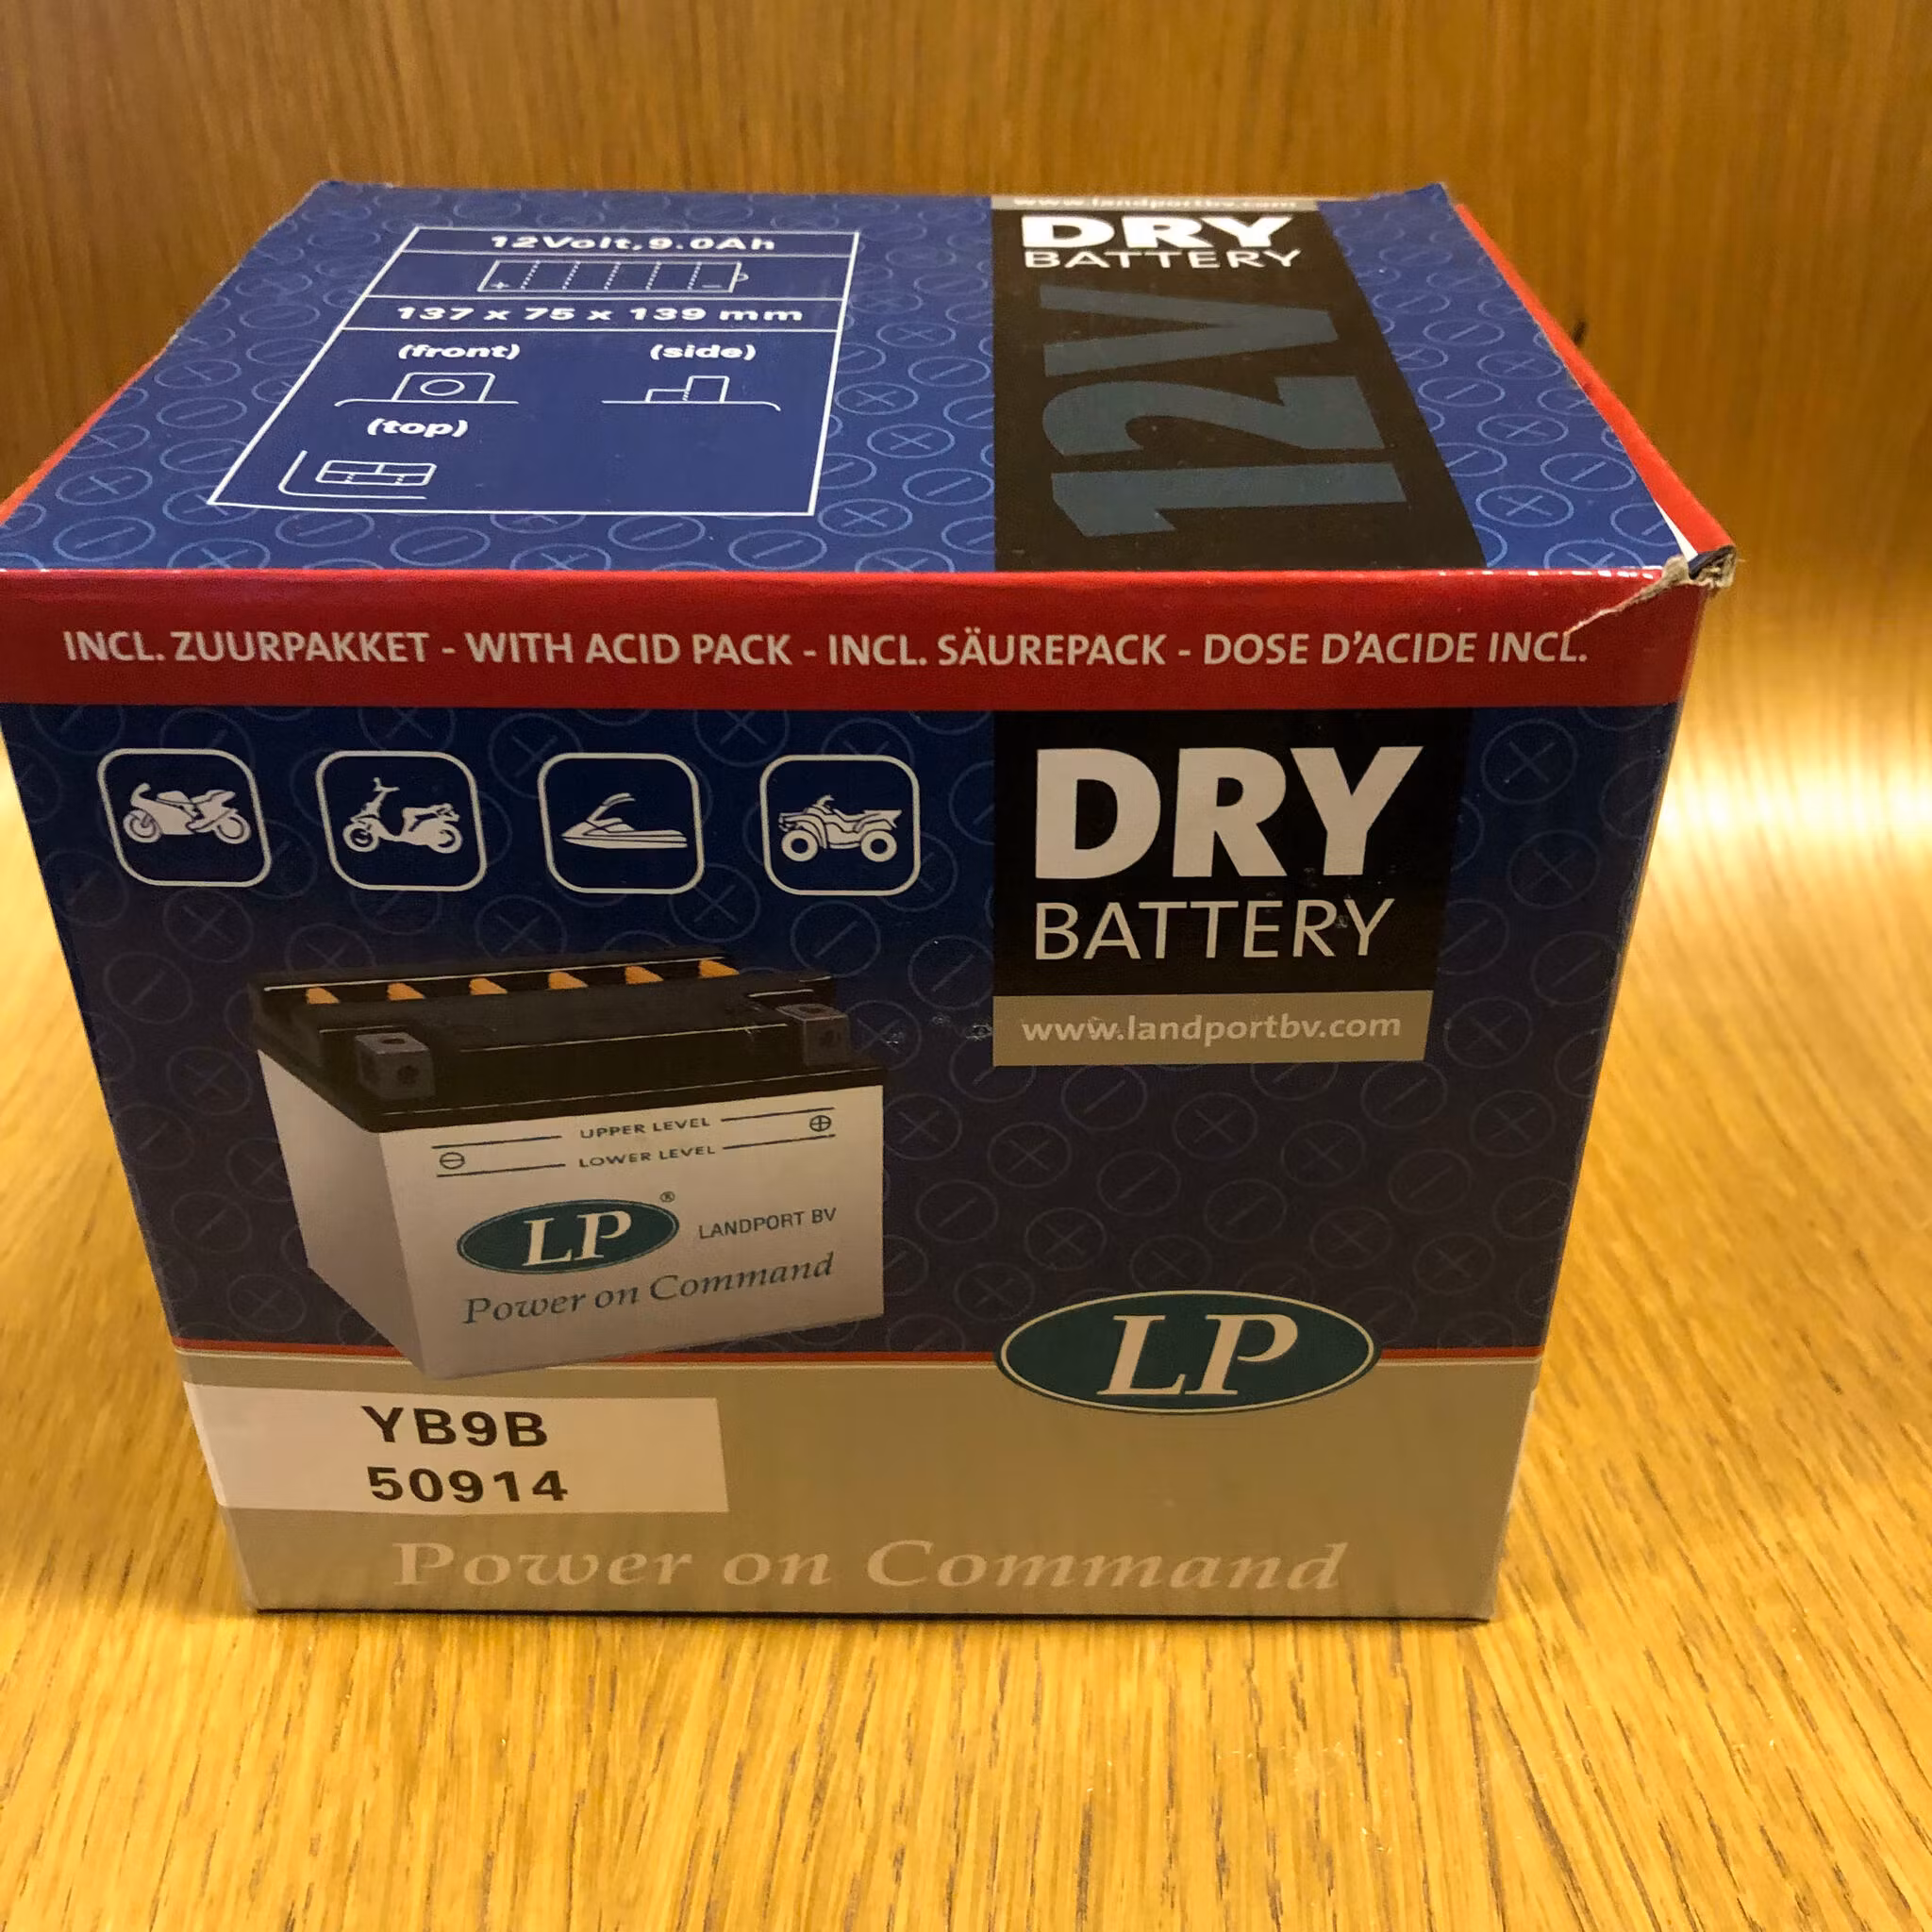 12Volt, 9.0Ah
+ -
137 x 75 x 139 mm
(front) (side)
(top)
www.landportbv.com
DRY
BATTERY
12V
INCL. ZUURPAKKET - WITH ACID PACK - INCL. SÄUREPACK - DOSE D'ACIDE INCL.
DRY
BATTERY
www.landportbv.com
UPPER LEVEL
LOWER LEVEL
LP® LANDPORT BV
Power on Command
LP
YB9B
50914
Power on Command